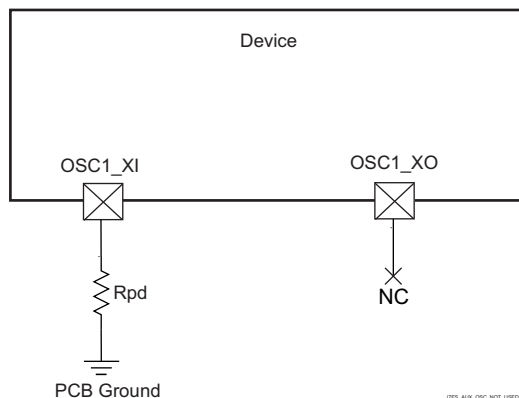 Device
OSC1_XI
OSC1_XO
Rpd
NC
PCB Ground